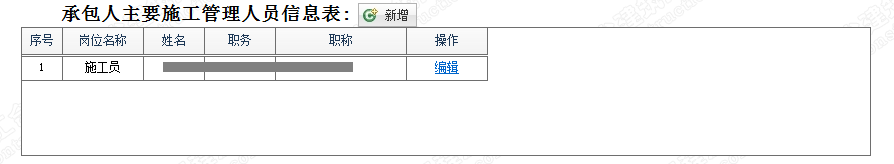 承包人主要施工管理人员信息表: 新增
序号 岗位名称 姓名 职务 职称 操作
1 施工员 编辑